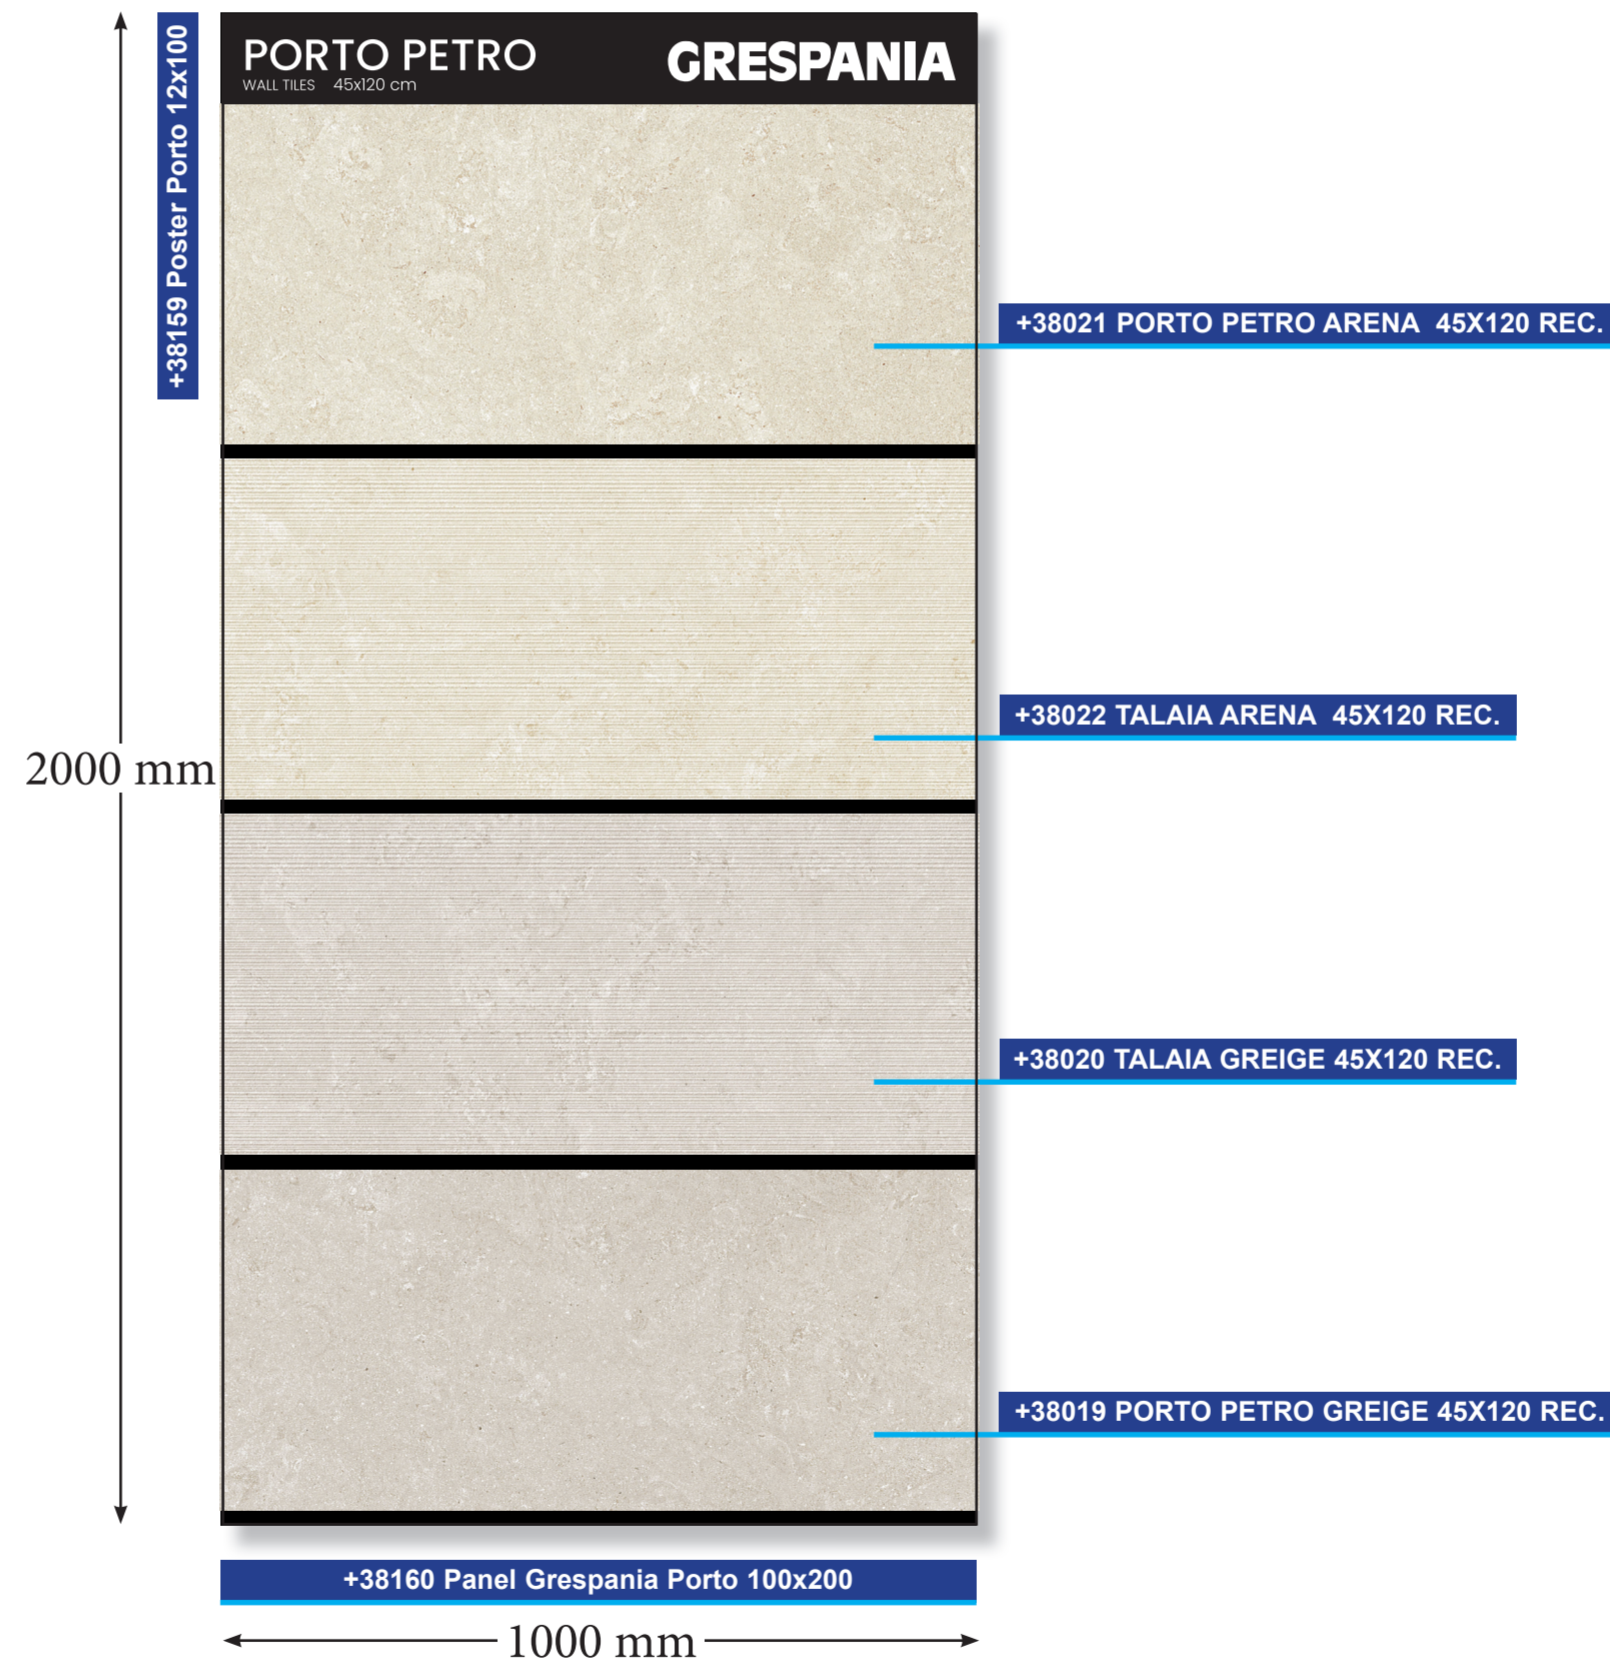 +38159 Poster Porto 12x100
PORTO PETRO
GRESPANIA
WALL TILES 45x120 cm
+38021 PORTO PETRO ARENA 45X120 REC.
+38022 TALAIA ARENA 45X120 REC.
2000 mm
+38020 TALAIA GREIGE 45X120 REC.
+38019 PORTO PETRO GREIGE 45X120 REC.
+38160 Panel Grespania Porto 100x200
1000 mm